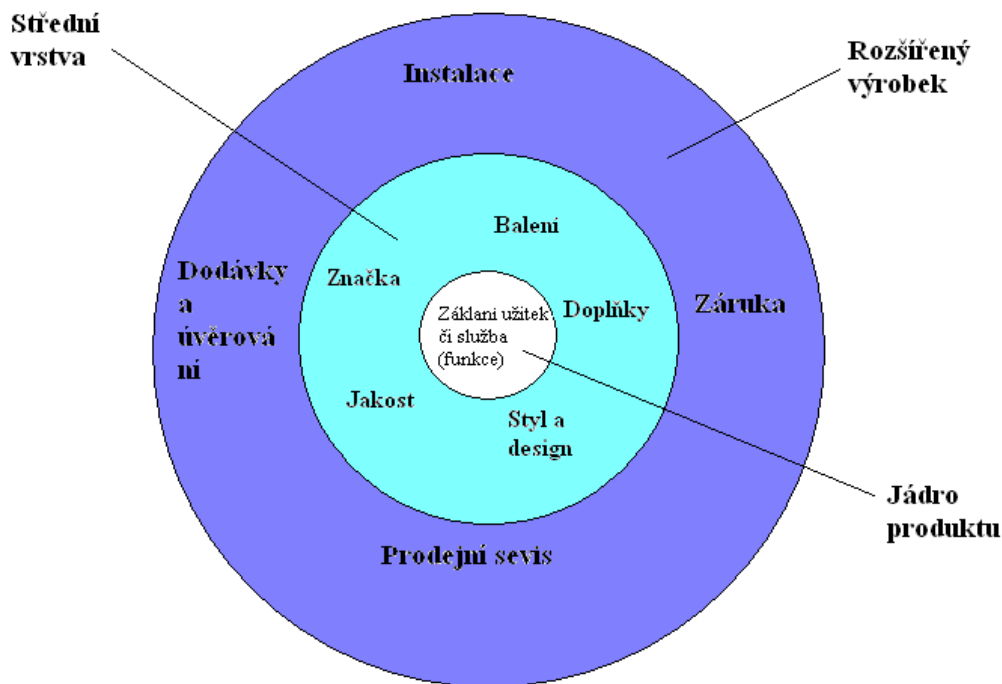 Střední
vrstva
Rozšířený
výrobek
Instalace
Balení
Značka
Doplňky
Dodávky
a
úvěrová
ní
Záruka
Základni užitek
či služba
(funkce)
Jakost
Styl a
design
Jádro
produktu
Prodejní sevis